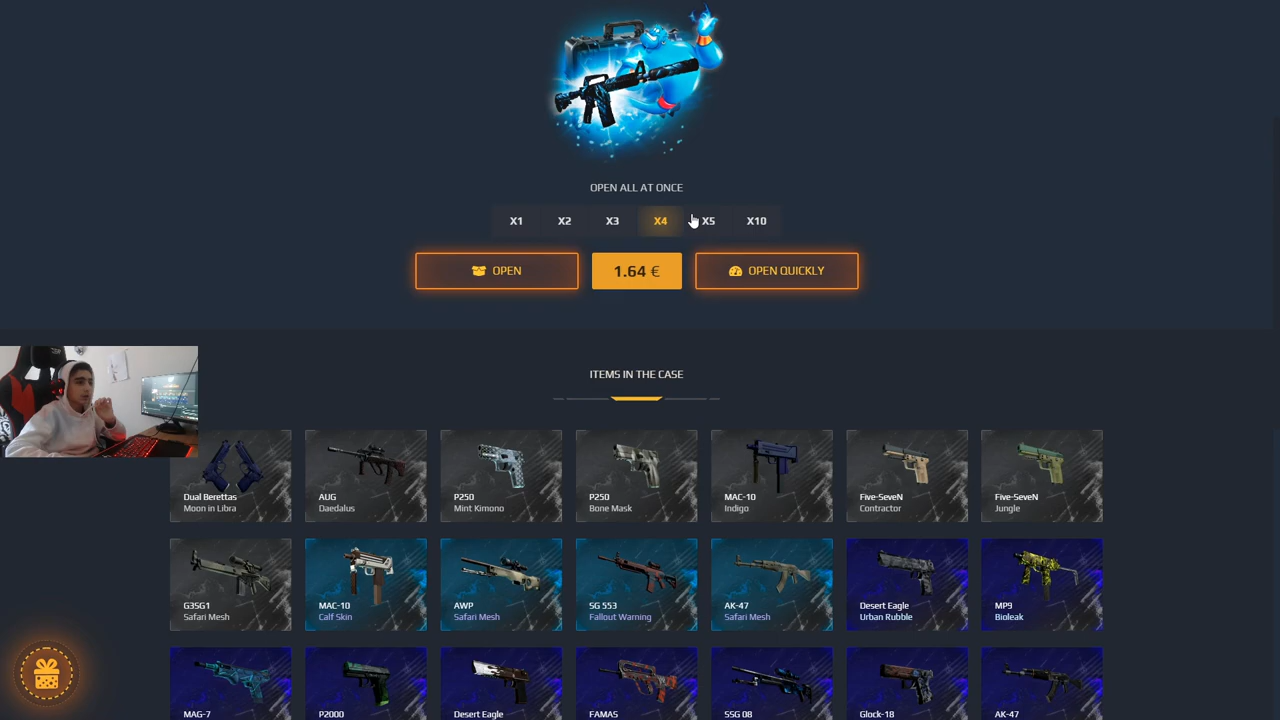 OPEN ALL AT ONCE
X1 X2 X3 X4 X5 X10
OPEN
1.64 €
OPEN QUICKLY
ITEMS IN THE CASE
Dual Berettas
Moon in Libra
AUG
Daedalus
P250
Mint Kimono
P250
Bone Mask
MAC-10
Indigo
Five-SeveN
Contractor
Five-SeveN
Jungle
G3SG1
Safari Mesh
MAC-10
Calf Skin
AWP
Safari Mesh
SG 553
Fallout Warning
AK-47
Safari Mesh
Desert Eagle
Urban Rubble
MP9
Bioleak
MAG-7
P2000
Desert Eagle
FAMAS
SSG 08
Glock-18
AK-47